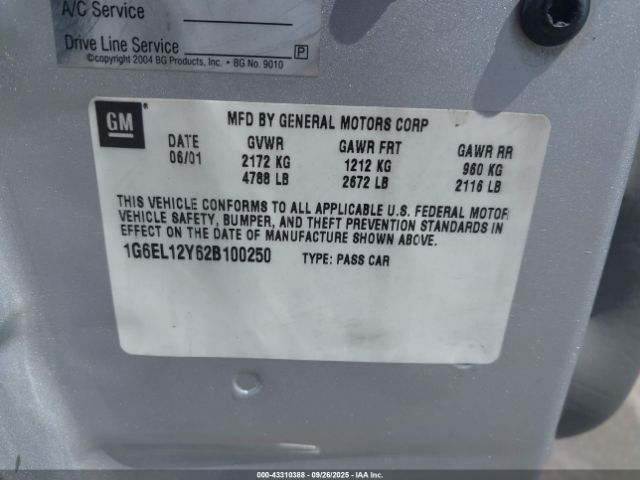 A/C Service
Drive Line Service P
©copyright 2004 BG Products, Inc. • BG No. 9010
GM ®
MFD BY GENERAL MOTORS CORP
DATE GVWR GAWR FRT GAWR RR
06/01 2172 KG 1212 KG 960 KG
4788 LB 2672 LB 2116 LB
THIS VEHICLE CONFORMS TO ALL APPLICABLE U.S. FEDERAL MOTOR
VEHICLE SAFETY, BUMPER, AND THEFT PREVENTION STANDARDS IN
EFFECT ON THE DATE OF MANUFACTURE SHOWN ABOVE.
1G6EL12Y62B100250 TYPE: PASS CAR
000-43310388 - 09/26/2025 - IAA Inc.